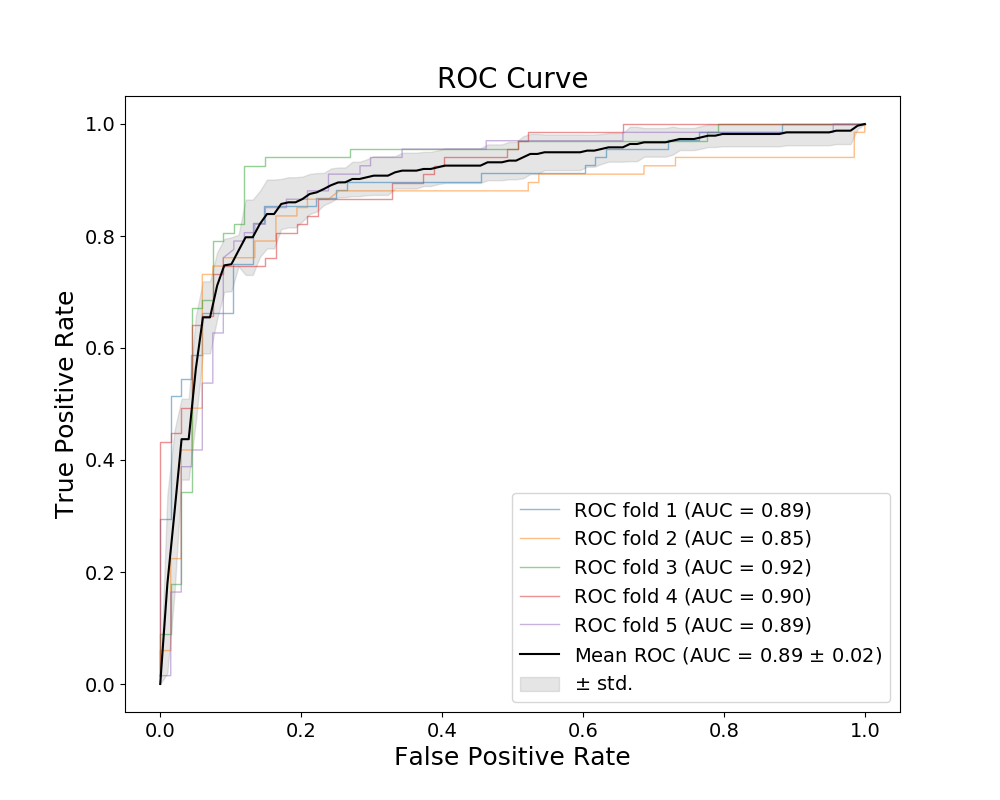 ROC Curve
1.0
0.8
0.6
0.4
0.2
0.0
True Positive Rate
0.0 0.2 0.4 0.6 0.8 1.0
False Positive Rate
ROC fold 1 (AUC = 0.89)
ROC fold 2 (AUC = 0.85)
ROC fold 3 (AUC = 0.92)
ROC fold 4 (AUC = 0.90)
ROC fold 5 (AUC = 0.89)
Mean ROC (AUC = 0.89 ± 0.02)
± std.